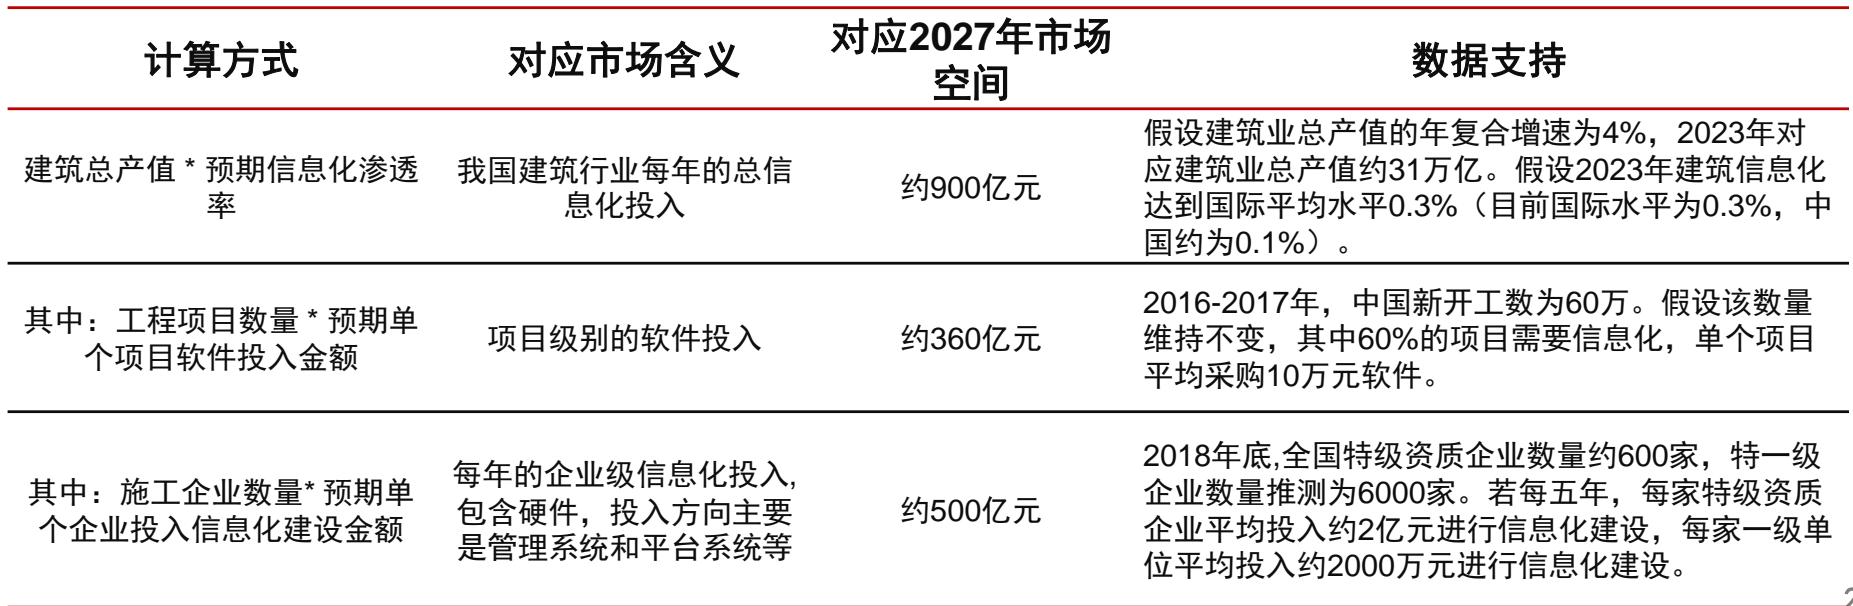 计算方式
对应市场含义
对应2027年市场
空间
数据支持
建筑总产值 * 预期信息化渗透
率
我国建筑行业每年的总信
息化投入
约900亿元
假设建筑业总产值的年复合增速为4%，2023年对
应建筑业总产值约31万亿。假设2023年建筑信息化
达到国际平均水平0.3%（目前国际水平为0.3%，中
国约为0.1%）。
其中：工程项目数量 * 预期单
个项目软件投入金额
项目级别的软件投入
约360亿元
2016-2017年，中国新开工数为60万。假设该数量
维持不变，其中60%的项目需要信息化，单个项目
平均采购10万元软件。
其中：施工企业数量* 预期单
个企业投入信息化建设金额
每年的企业级信息化投入,
包含硬件，投入方向主要
是管理系统和平台系统等
约500亿元
2018年底,全国特级资质企业数量约600家，特一级
企业数量推测为6000家。若每五年，每家特级资质
企业平均投入约2亿元进行信息化建设，每家一级单
位平均投入约2000万元进行信息化建设。